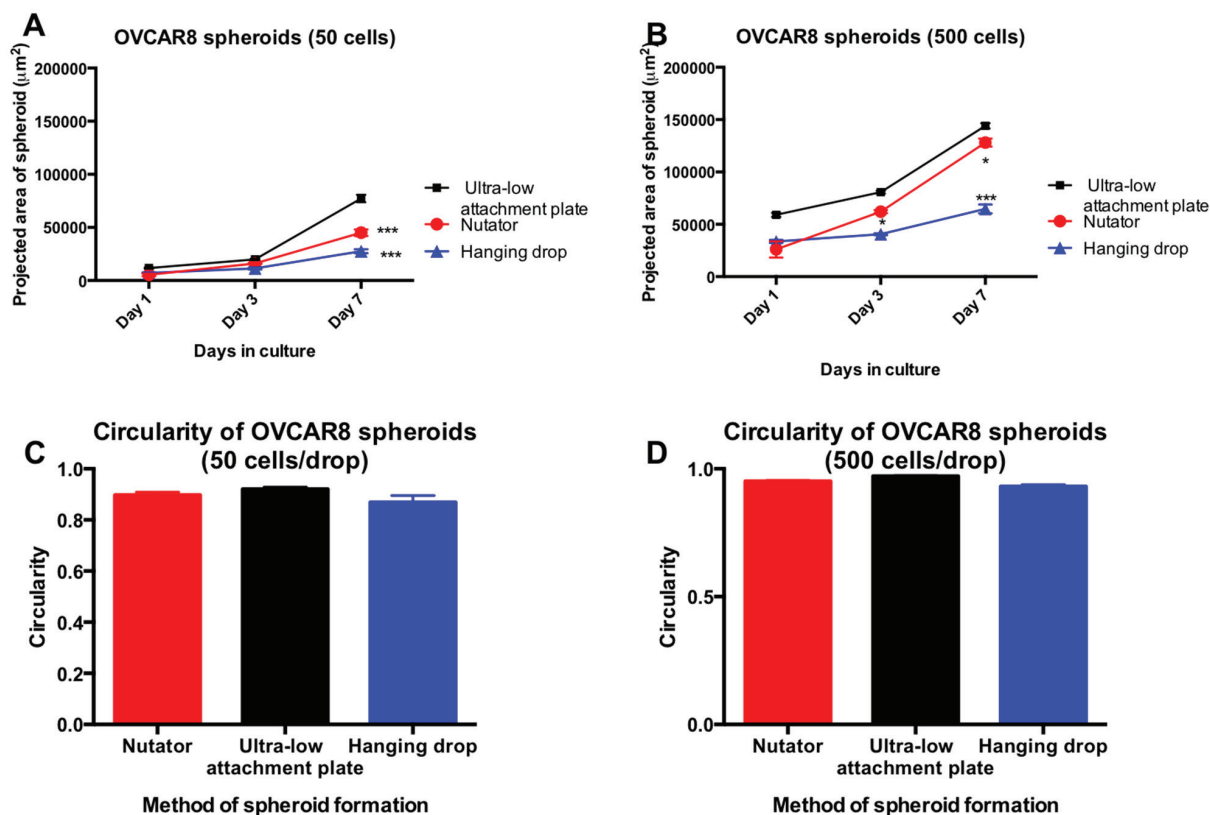 A
OVCAR8 spheroids (50 cells)
Projected area of spheroid (μm²)
200000
150000
100000
50000
0
Day 1
Day 3
Day 7
Days in culture
***
***
Ultra-low
attachment plate
Nutator
Hanging drop
B
OVCAR8 spheroids (500 cells)
Projected area of spheroid (μm²)
200000
150000
100000
50000
0
Day 1
Day 3
Day 7
Days in culture
*
*
***
Ultra-low
attachment plate
Nutator
Hanging drop
C
Circularity of OVCAR8 spheroids
(50 cells/drop)
Circularity
1.0
0.8
0.6
0.4
0.2
0.0
Nutator
Ultra-low
attachment plate
Hanging drop
Method of spheroid formation
D
Circularity of OVCAR8 spheroids
(500 cells/drop)
Circularity
1.0
0.5
0.0
Nutator
Ultra-low
attachment plate
Hanging drop
Method of spheroid formation